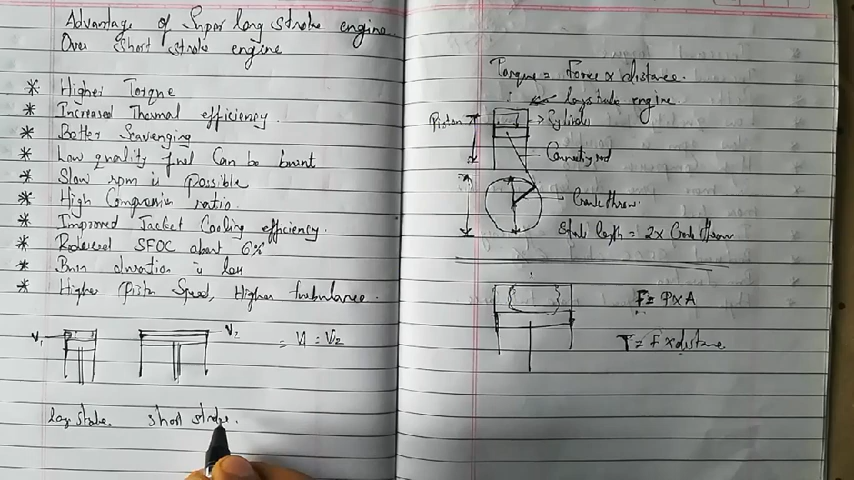 Advantage of Super long stroke engine
Over Short stroke engine
* Higher Torque
* Increased Thermal efficiency.
* Better Scavenging
* Low quality fuel Can be burnt
* Slow rpm is possible
* High Compression ratio.
* Improved Jacket Cooling efficiency.
* Reduced SFOC about 6%
* Burn duration is less
* Higher Piston Speed, Higher turbulance.
V₁
V₂
= V₁ = V₂
long stroke. short stroke.
Torque = Force x distance.
long stroke engine.
Piston
Cylinder
Connecting rod
Crank throw.
Stroke length = 2 x Crank throw
F = P x A
T = F x distance